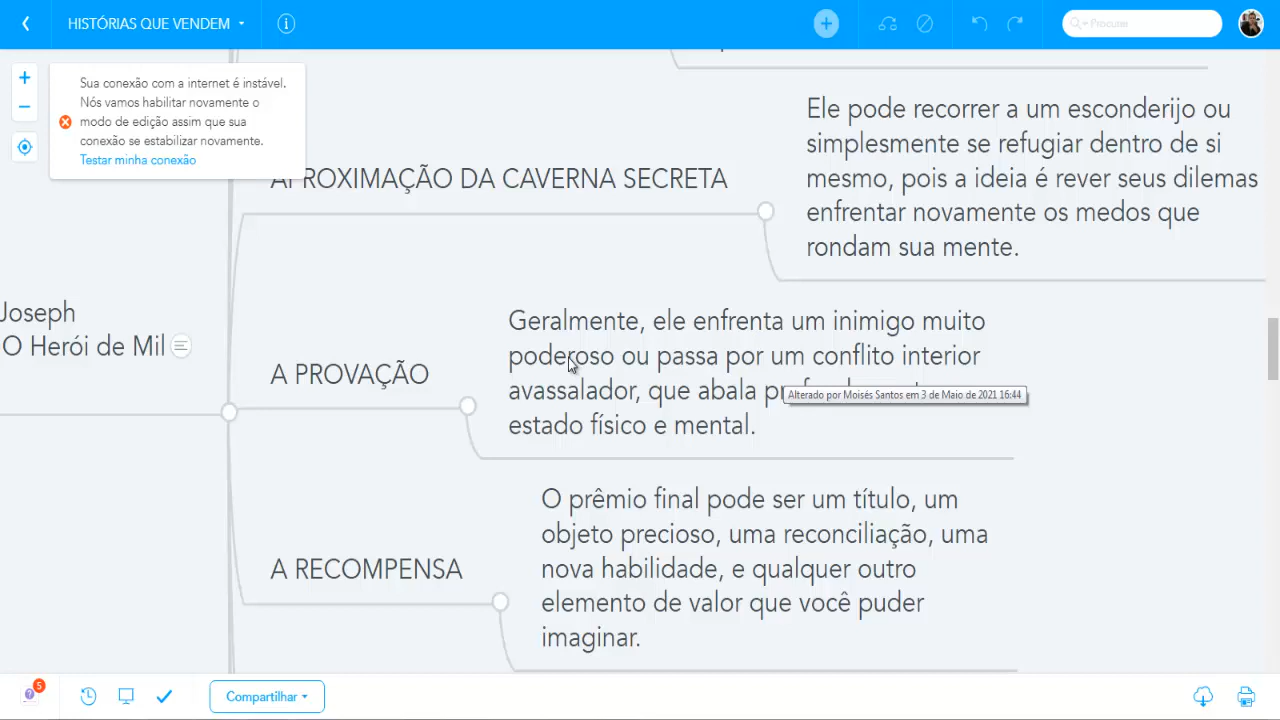 HISTÓRIAS QUE VENDEM
Procurar
Sua conexão com a internet é instável.
Nós vamos habilitar novamente o
modo de edição assim que sua
conexão se estabilizar novamente.
Testar minha conexão
Ele pode recorrer a um esconderijo ou
simplesmente se refugiar dentro de si
mesmo, pois a ideia é rever seus dilemas
enfrentar novamente os medos que
rondam sua mente.
APROXIMAÇÃO DA CAVERNA SECRETA
Joseph
O Herói de Mil
Geralmente, ele enfrenta um inimigo muito
poderoso ou passa por um conflito interior
avassalador, que abala
estado físico e mental.
A PROVAÇÃO
Alterado por Moisés Santos em 3 de Maio de 2021 16:44
O prêmio final pode ser um título, um
objeto precioso, uma reconciliação, uma
nova habilidade, e qualquer outro
elemento de valor que você puder
imaginar.
A RECOMPENSA
5
Compartilhar